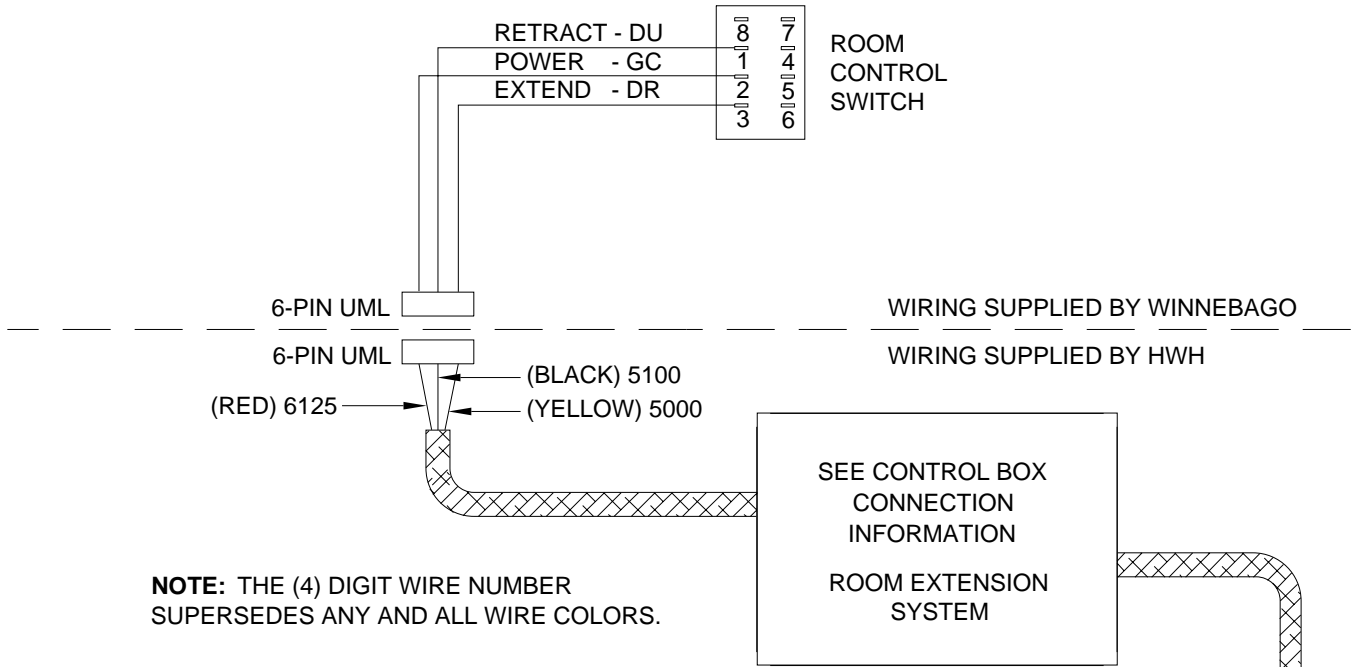 RETRACT - DU
POWER - GC
EXTEND - DR
8 7
1 4
2 5
3 6
ROOM
CONTROL
SWITCH
6-PIN UML
WIRING SUPPLIED BY WINNEBAGO
6-PIN UML
WIRING SUPPLIED BY HWH
(BLACK) 5100
(RED) 6125
(YELLOW) 5000
SEE CONTROL BOX
CONNECTION
INFORMATION
ROOM EXTENSION
SYSTEM
NOTE: THE (4) DIGIT WIRE NUMBER
SUPERSEDES ANY AND ALL WIRE COLORS.